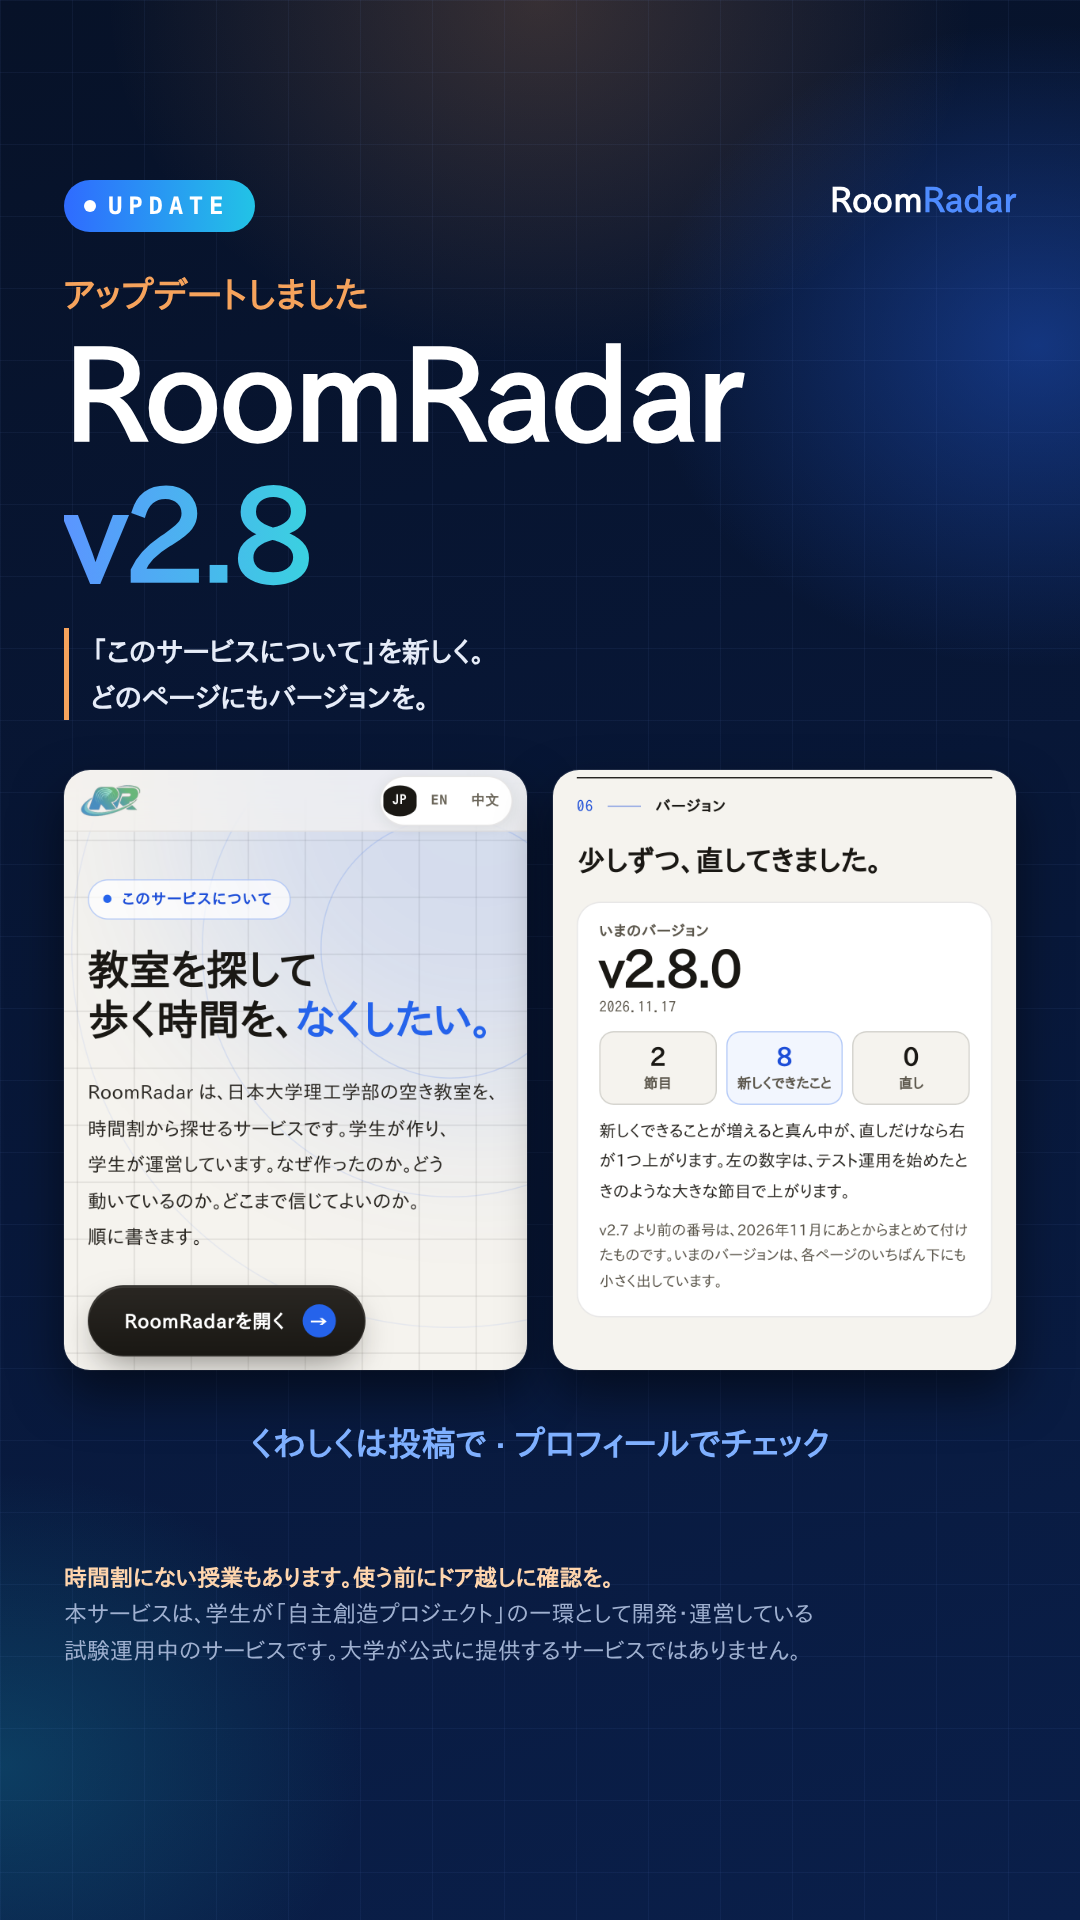 UPDATE
RoomRadar
アップデートしました
RoomRadar
v2.8
「このサービスについて」を新しく。
どのページにもバージョンを。
RR
JP EN 中文
このサービスについて
教室を探して
歩く時間を、なくしたい。
RoomRadar は、日本大学理工学部の空き教室を、
時間割から探せるサービスです。学生が作り、
学生が運営しています。なぜ作ったのか。どう
動いているのか。どこまで信じてよいのか。
順に書きます。
RoomRadarを開く →
06 バージョン
少しずつ、直してきました。
いまのバージョン
v2.8.0
2026.11.17
2 8 0
節目 新しくできたこと 直し
新しくできることが増えると真ん中が、直しだけなら右
が1つ上がります。左の数字は、テスト運用を始めたと
きのような大きな節目で上がります。
v2.7 より前の番号は、2026年11月にあとからまとめて付け
たものです。いまのバージョンは、各ページのいちばん下にも
小さく出しています。
くわしくは投稿で · プロフィールでチェック
時間割にない授業もあります。使う前にドア越しに確認を。
本サービスは、学生が「自主創造プロジェクト」の一環として開発・運営している
試験運用中のサービスです。大学が公式に提供するサービスではありません。